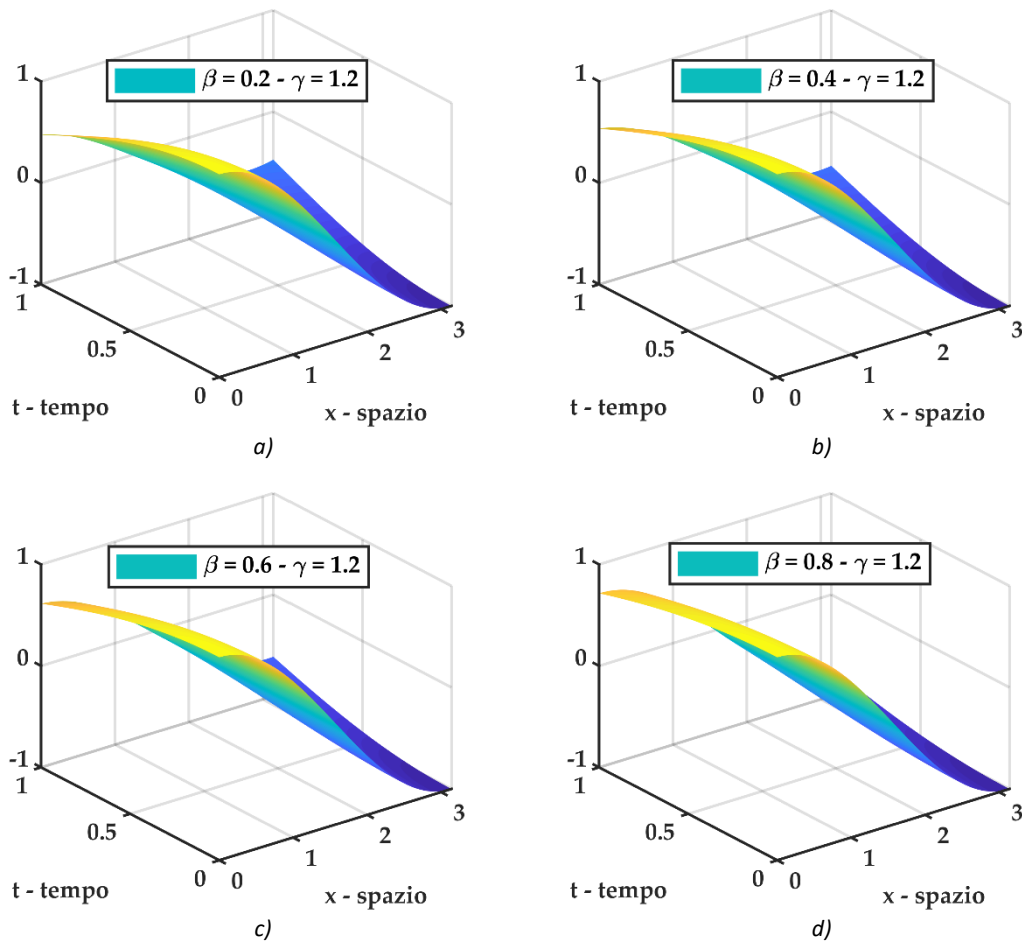 β = 0.2 - γ = 1.2
1
0
-1
1
0.5
0
0
1
2
3
t - tempo
x - spazio
a)
β = 0.4 - γ = 1.2
1
0
-1
1
0.5
0
0
1
2
3
t - tempo
x - spazio
b)
β = 0.6 - γ = 1.2
1
0
-1
1
0.5
0
0
1
2
3
t - tempo
x - spazio
c)
β = 0.8 - γ = 1.2
1
0
-1
1
0.5
0
0
1
2
3
t - tempo
x - spazio
d)